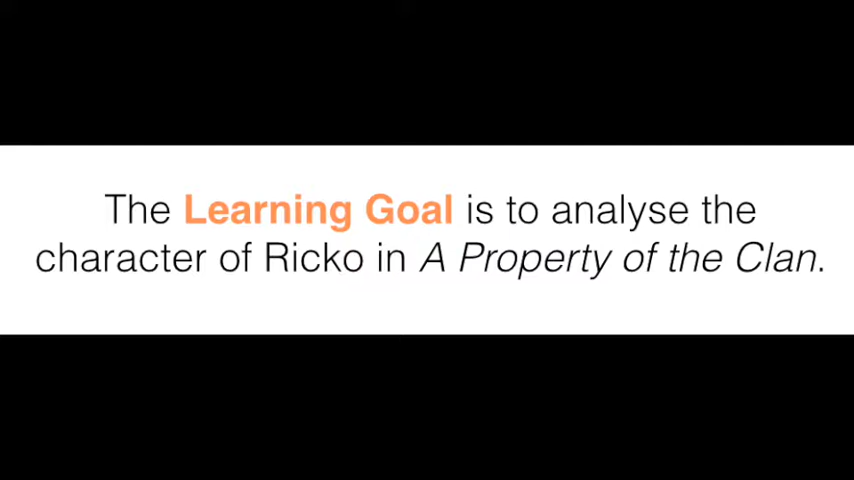 The Learning Goal is to analyse the
character of Ricko in A Property of the Clan.